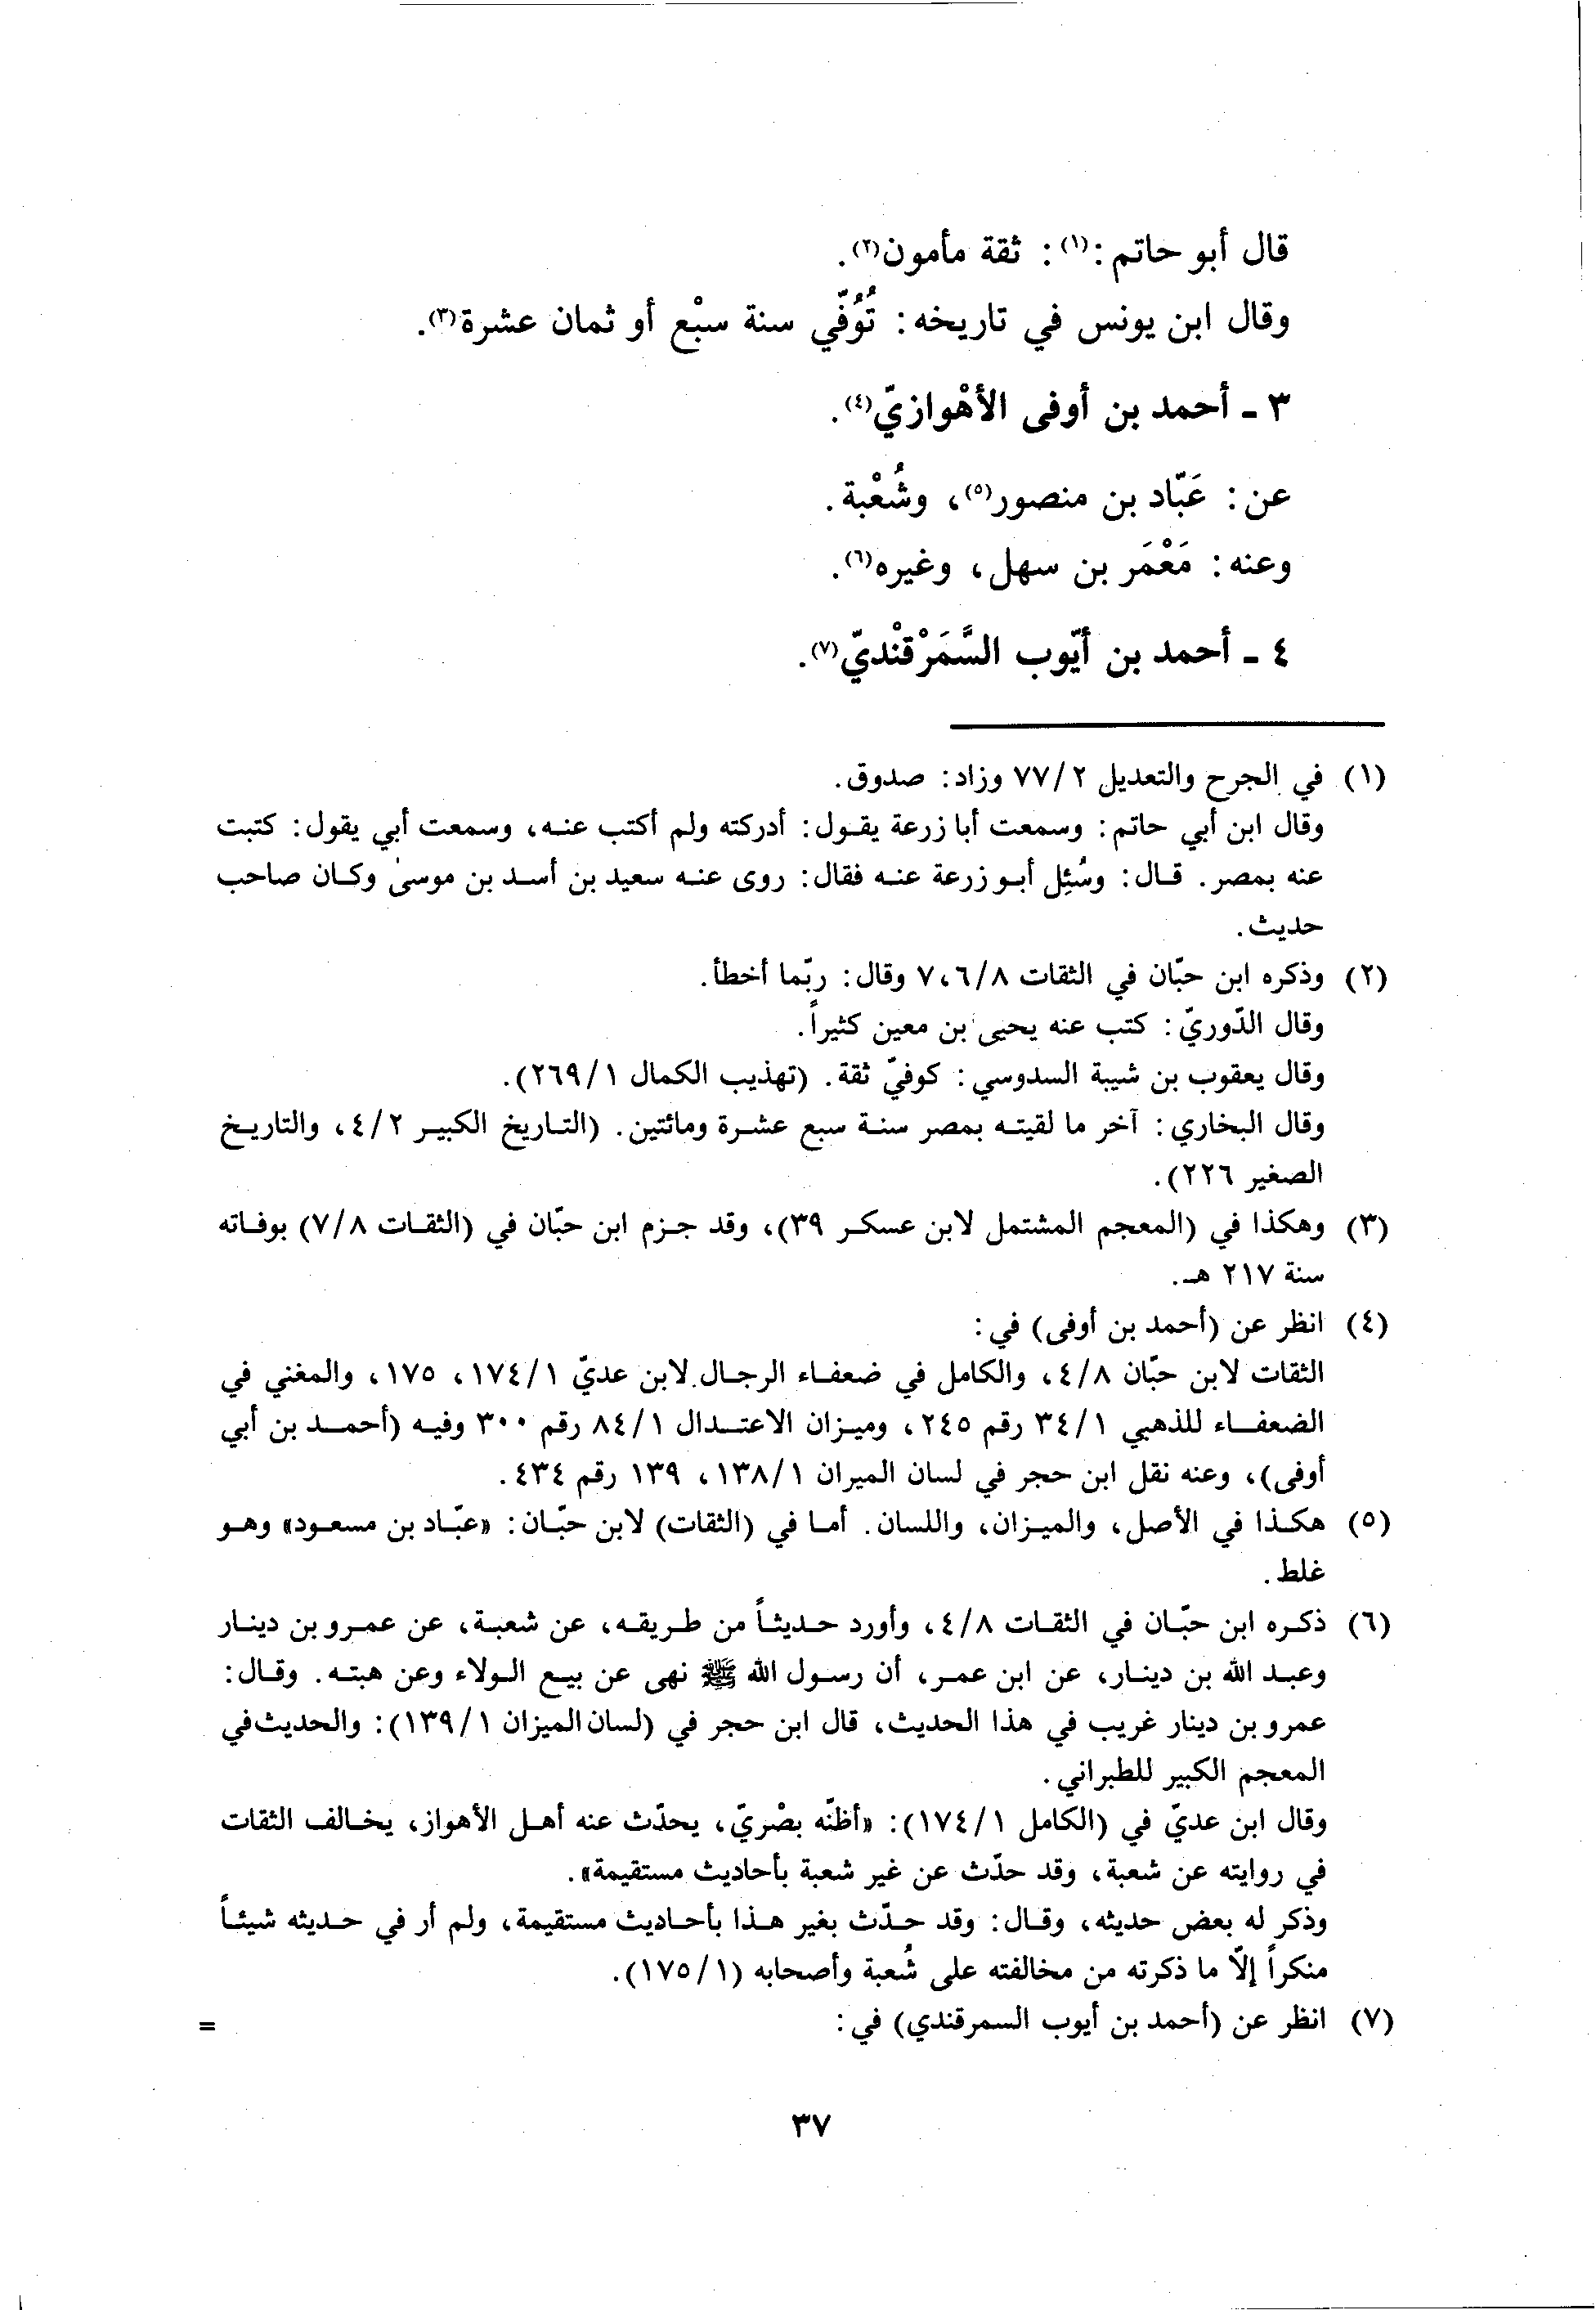 قال أبو حاتم:(١): ثقة مأمون(٢).
وقال ابن يونس في تاريخه: تُوُفّي سنة سبْع أو ثمان عشرة(٣).
٣ ـ أحمد بن أوفى الأهْوازيّ(٤).
عن: عَبّاد بن منصور(٥)، وشُعْبة.
وعنه: مَعْمَر بن سهل، وغيره(٦).
٤ ـ أحمد بن أيّوب السَّمَرْقنْديّ(٧).
(١) في الجرح والتعديل ٧٧/٢ وزاد: صدوق.
وقال ابن أبي حاتم: وسمعت أبا زرعة يقول: أدركته ولم أكتب عنه، وسمعت أبي يقول: كتبت
عنه بمصر. قال: وسُئِل أبو زرعة عنه فقال: روى عنه سعيد بن أسد بن موسىٰ وكان صاحب
حديث.
(٢) وذكره ابن حبّان في الثقات ٧،٦/٨ وقال: ربّما أخطأ.
وقال الدّوريّ: كتب عنه يحيى بن معين كثيراً.
وقال يعقوب بن شيبة السدوسي: كوفيّ ثقة. (تهذيب الكمال ٢٦٩/١).
وقال البخاري: آخر ما لقيته بمصر سنة سبع عشرة ومائتين. (التاريخ الكبير ٤/٢، والتاريخ
الصغير ٢٢٦).
(٣) وهكذا في (المعجم المشتمل لابن عسكر ٣٩)، وقد جزم ابن حبّان في (الثقات ٧/٨) بوفاته
سنة ٢١٧ هـ.
(٤) انظر عن (أحمد بن أوفى) في:
الثقات لابن حبّان ٤/٨، والكامل في ضعفاء الرجال لابن عديّ ١٧٤/١، ١٧٥، والمغني في
الضعفاء للذهبي ٣٤/١ رقم ٢٤٥، وميزان الاعتدال ٨٤/١ رقم ٣٠٠ وفيه (أحمد بن أبي
أوفى)، وعنه نقل ابن حجر في لسان الميران ١٣٨/١، ١٣٩ رقم ٤٣٤.
(٥) هكذا في الأصل، والميزان، واللسان. أما في (الثقات) لابن حبّان: «عبّاد بن مسعود» وهو
غلط.
(٦) ذكره ابن حبّان في الثقات ٤/٨، وأورد حديثاً من طريقه، عن شعبة، عن عمرو بن دينار
وعبد الله بن دينار، عن ابن عمر، أن رسول الله ﷺ نهى عن بيع الولاء وعن هبته. وقال:
عمرو بن دينار غريب في هذا الحديث، قال ابن حجر في (لسان الميزان ١٣٩/١): والحديث في
المعجم الكبير للطبراني.
وقال ابن عديّ في (الكامل ١٧٤/١): «أظنّه بصْريّ، يحدّث عنه أهل الأهواز، يخالف الثقات
في روايته عن شعبة، وقد حدّث عن غير شعبة بأحاديث مستقيمة».
وذكر له بعض حديثه، وقال: وقد حدّث بغير هذا بأحاديث مستقيمة، ولم أر في حديثه شيئاً
منكراً إلّا ما ذكرته من مخالفته على شُعبة وأصحابه (١٧٥/١).
(٧) انظر عن (أحمد بن أيوب السمرقندي) في: =
٣٧